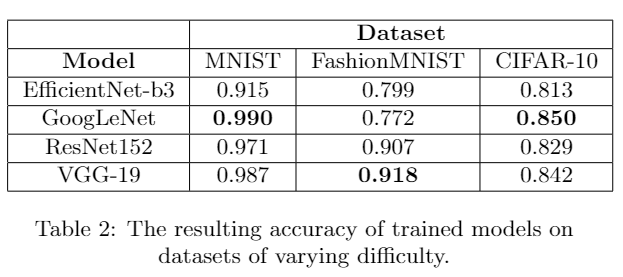 Dataset
Model MNIST FashionMNIST CIFAR-10
EfficientNet-b3 0.915 0.799 0.813
GoogLeNet 0.990 0.772 0.850
ResNet152 0.971 0.907 0.829
VGG-19 0.987 0.918 0.842
Table 2: The resulting accuracy of trained models on
datasets of varying difficulty.